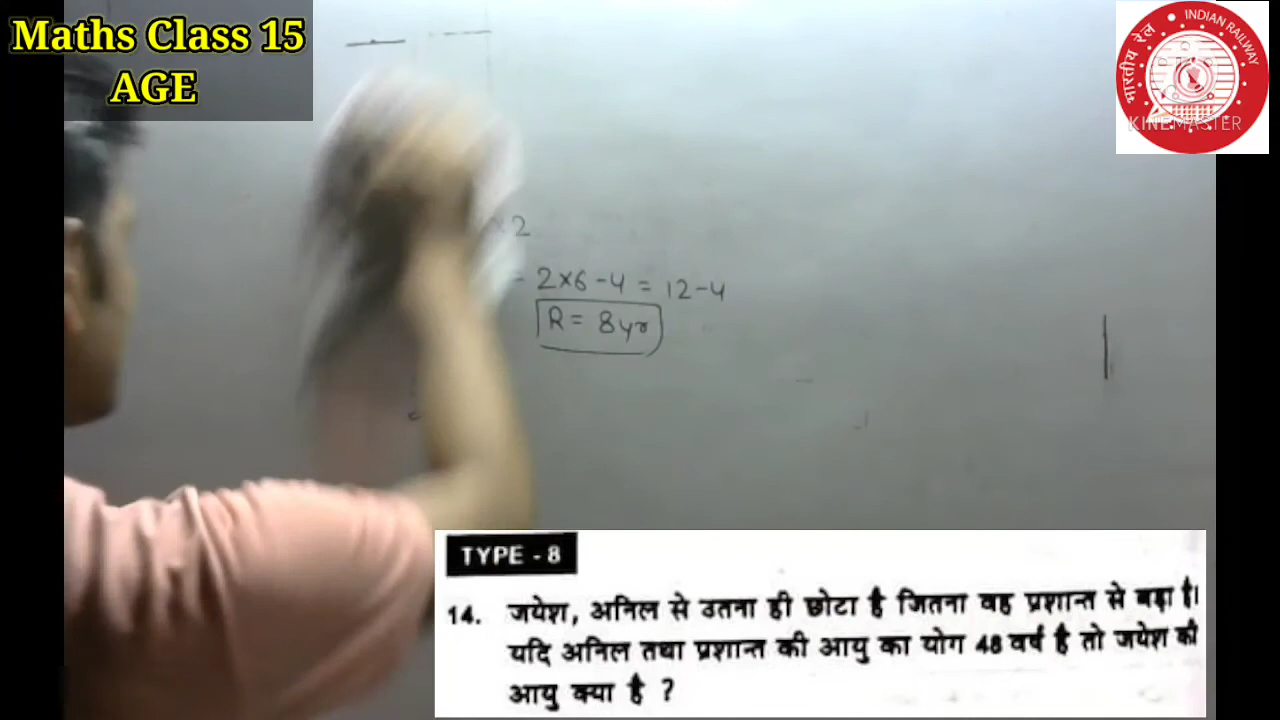 Maths Class 15
AGE
INDIAN RAILWAY
भारतीय रेल
KINEMASTER
×2
= 2×6-4 = 12-4
R = 8yr
TYPE - 8
14. जयेश, अनिल से उतना ही छोटा है जितना वह प्रशान्त से बड़ा है।
यदि अनिल तथा प्रशान्त की आयु का योग 48 वर्ष है तो जयेश की
आयु क्या है ?